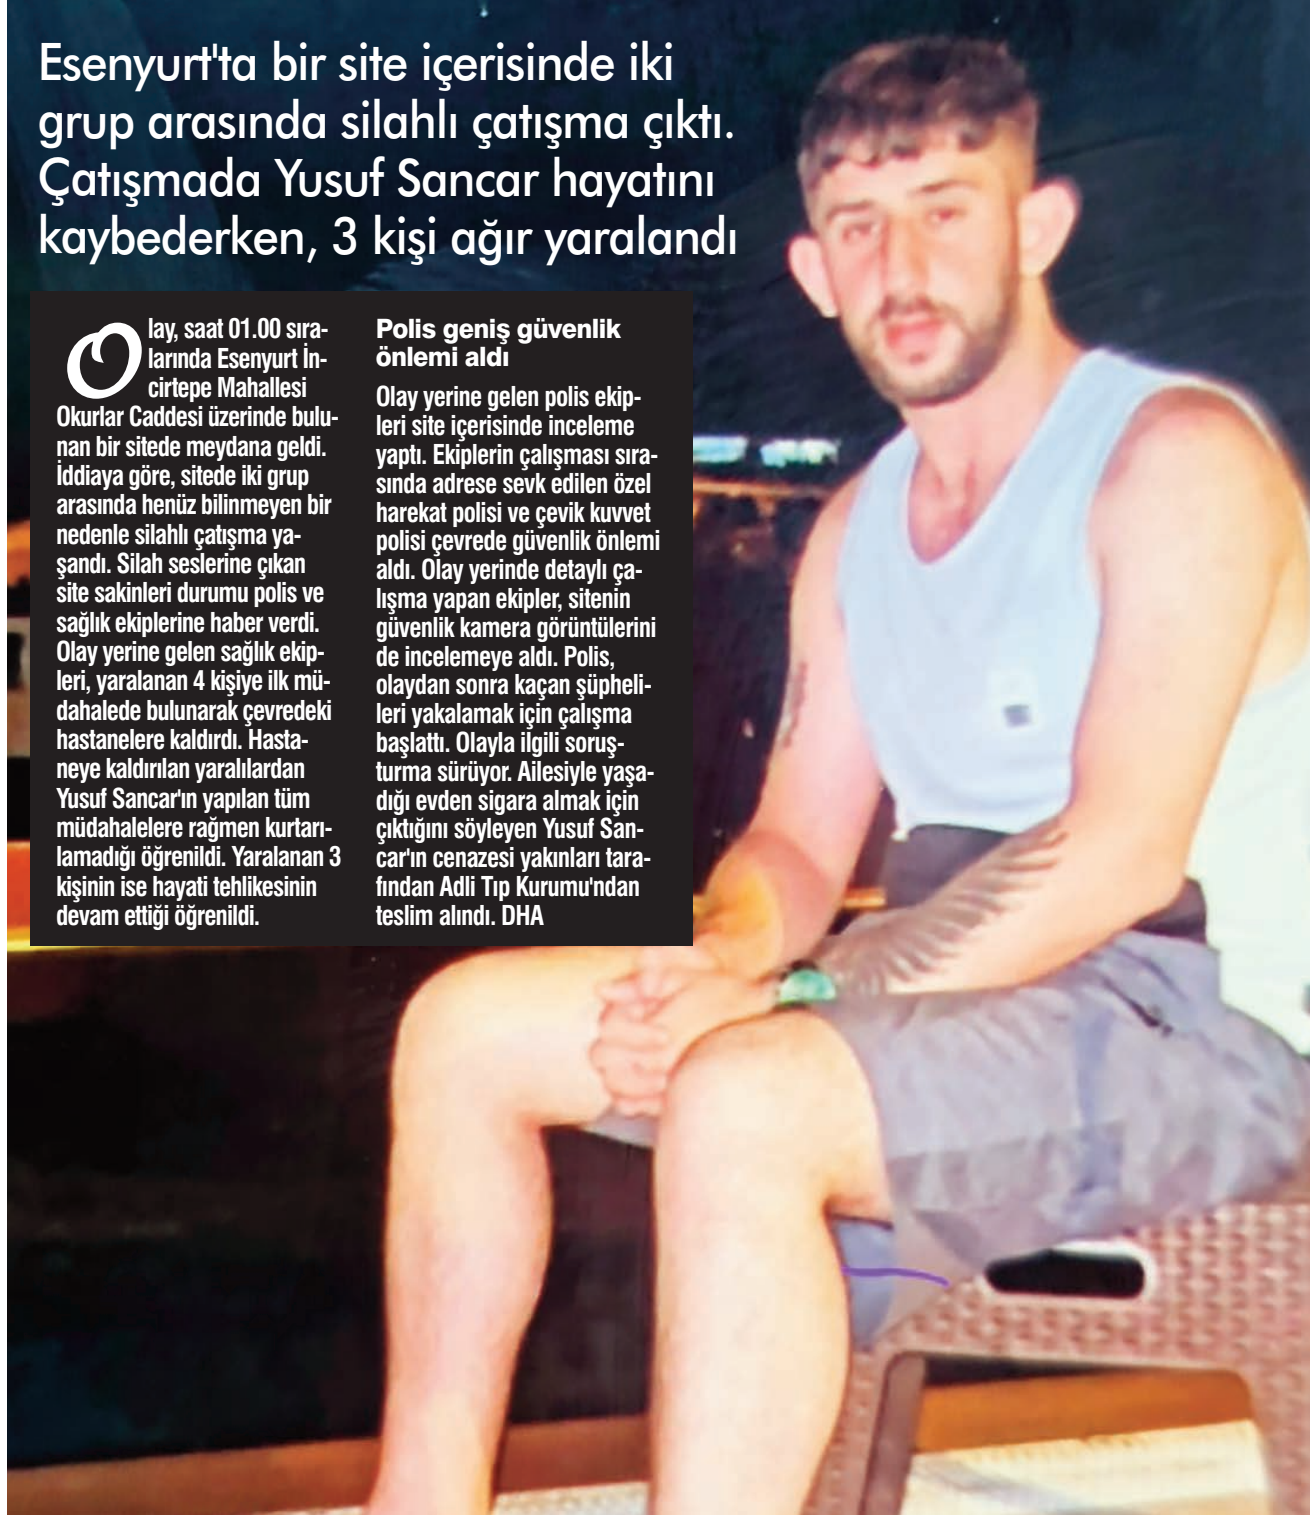 Esenyurt'ta bir site içerisinde iki
grup arasında silahlı çatışma çıktı.
Çatışmada Yusuf Sancar hayatını
kaybederken, 3 kişi ağır yaralandı
Olay, saat 01.00 sıra-
larında Esenyurt İn-
cirtepe Mahallesi
Okurlar Caddesi üzerinde bulu-
nan bir sitede meydana geldi.
İddiaya göre, sitede iki grup
arasında henüz bilinmeyen bir
nedenle silahlı çatışma ya-
şandı. Silah seslerine çıkan
site sakinleri durumu polis ve
sağlık ekiplerine haber verdi.
Olay yerine gelen sağlık ekip-
leri, yaralanan 4 kişiye ilk mü-
dahalede bulunarak çevredeki
hastanelere kaldırdı. Hasta-
neye kaldırılan yaralılardan
Yusuf Sancar'ın yapılan tüm
müdahalelere rağmen kurtarı-
lamadığı öğrenildi. Yaralanan 3
kişinin ise hayati tehlikesinin
devam ettiği öğrenildi.
Polis geniş güvenlik
önlemi aldı
Olay yerine gelen polis ekip-
leri site içerisinde inceleme
yaptı. Ekiplerin çalışması sıra-
sında adrese sevk edilen özel
harekat polisi ve çevik kuvvet
polisi çevrede güvenlik önlemi
aldı. Olay yerinde detaylı ça-
lışma yapan ekipler, sitenin
güvenlik kamera görüntülerini
de incelemeye aldı. Polis,
olaydan sonra kaçan şüpheli-
leri yakalamak için çalışma
başlattı. Olayla ilgili soruş-
turma sürüyor. Ailesiyle yaşa-
dığı evden sigara almak için
çıktığını söyleyen Yusuf San-
car'ın cenazesi yakınları tara-
fından Adli Tıp Kurumu'ndan
teslim alındı. DHA